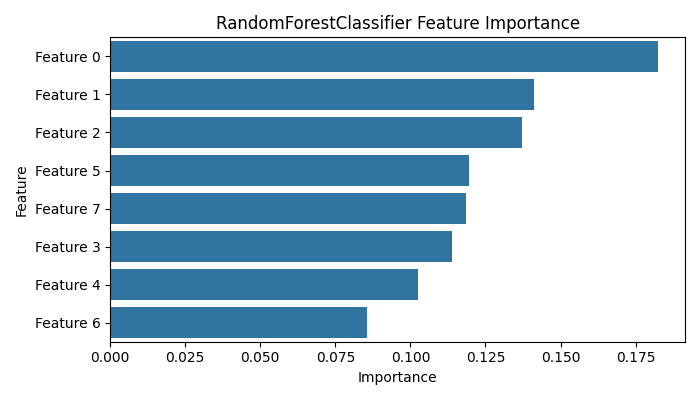 RandomForestClassifier Feature Importance
Feature 0
Feature 1
Feature 2
Feature 5
Feature 7
Feature 3
Feature 4
Feature 6
Feature
0.000 0.025 0.050 0.075 0.100 0.125 0.150 0.175
Importance